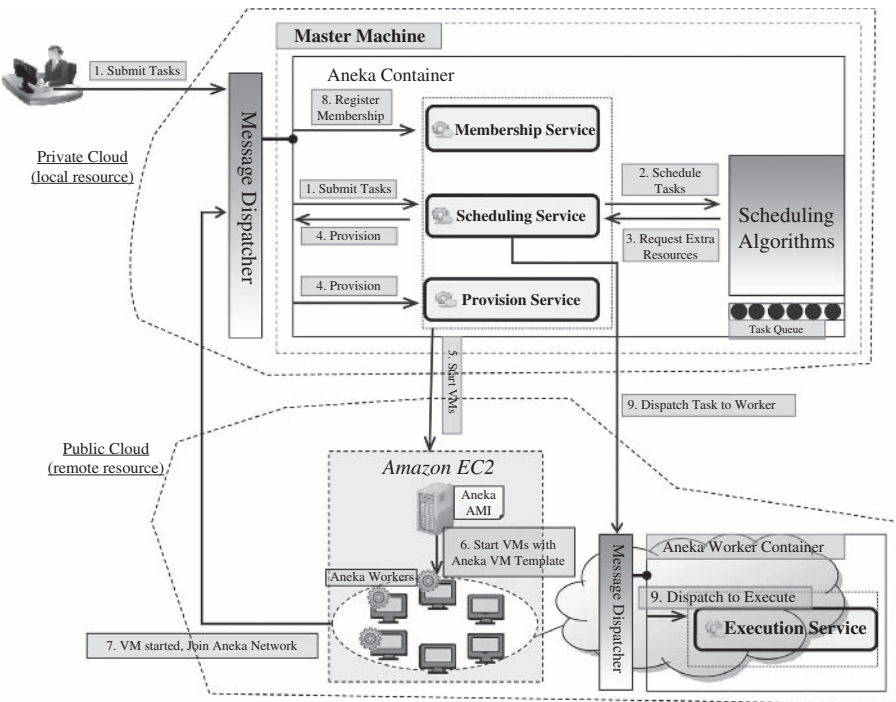 Master Machine
1. Submit Tasks
Aneka Container
8. Register
Membership
Message Dispatcher
Membership Service
Private Cloud
(local resource)
1. Submit Tasks
Scheduling Service
4. Provision
2. Schedule
Tasks
3. Request Extra
Resources
Scheduling
Algorithms
4. Provision
Provision Service
Task Queue
5. Start VMs
9. Dispatch Task to Worker
Public Cloud
(remote resource)
Amazon EC2
Aneka
AMI
6. Start VMs with
Aneka VM Template
Aneka Workers
Message Dispatcher
Aneka Worker Container
9. Dispatch to Execute
Execution Service
7. VM started, Join Aneka Network